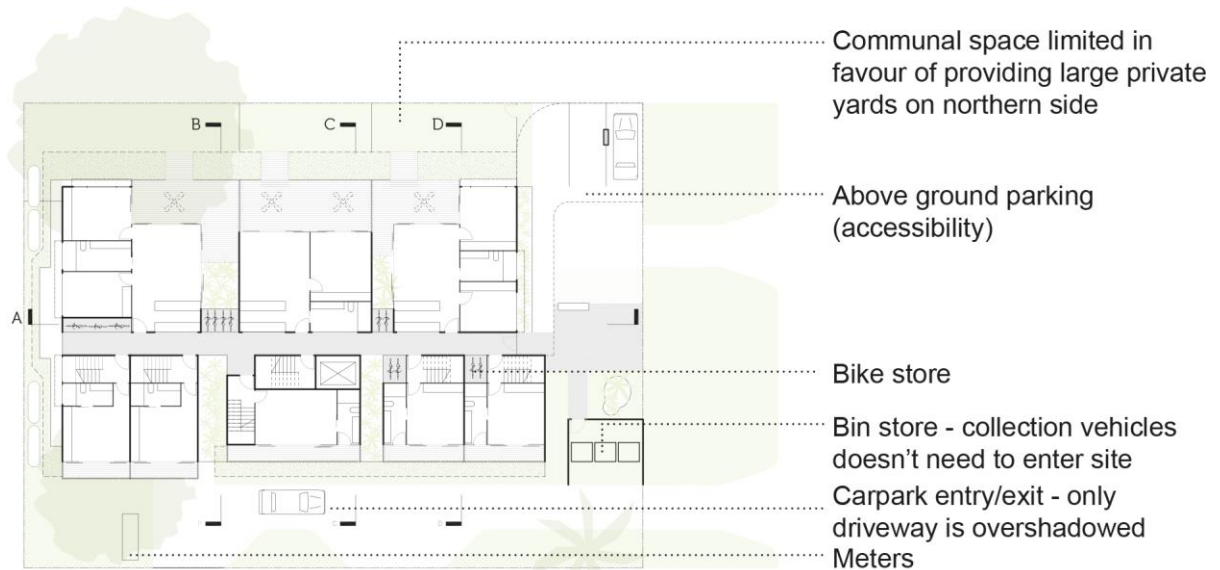 Communal space limited in
favour of providing large private
yards on northern side
B
C
D
Above ground parking
(accessibility)
A
Bike store
Bin store - collection vehicles
doesn't need to enter site
Carpark entry/exit - only
driveway is overshadowed
Meters